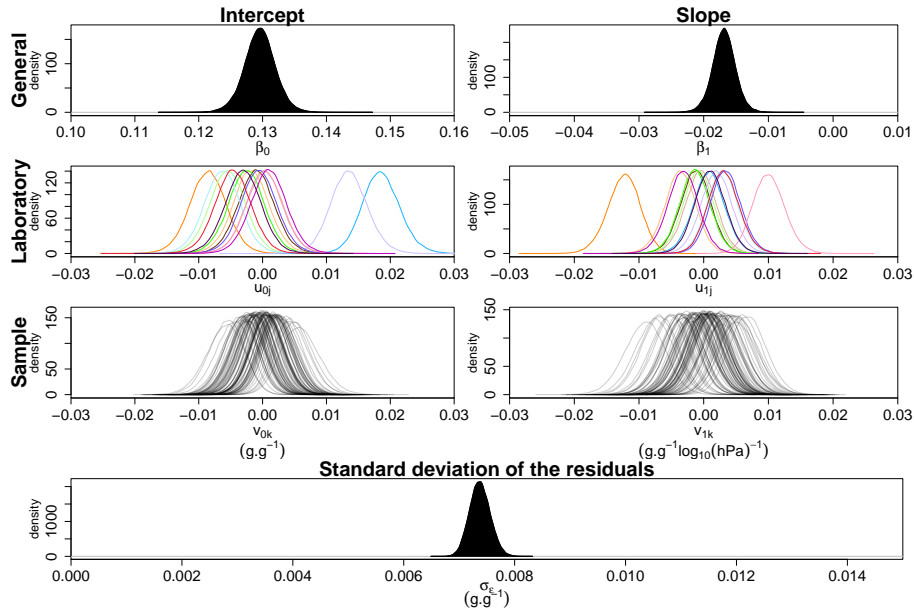 Intercept
Slope
General
density
0 100
0.10 0.11 0.12 0.13 0.14 0.15 0.16
β0
density
0 100
−0.05 −0.04 −0.03 −0.02 −0.01 0.00 0.01
β1
Laboratory
density
0 60 120
−0.03 −0.02 −0.01 0.00 0.01 0.02 0.03
u0j
density
0 100
−0.03 −0.02 −0.01 0.00 0.01 0.02 0.03
u1j
Sample
density
0 50 150
−0.03 −0.02 −0.01 0.00 0.01 0.02 0.03
v0k
(g.g−1)
density
0 50 150
−0.03 −0.02 −0.01 0.00 0.01 0.02 0.03
v1k
(g.g−1log10(hPa)−1)
Standard deviation of the residuals
density
0 1000
0.000 0.002 0.004 0.006 0.008 0.010 0.012 0.014
σε
(g.g−1)